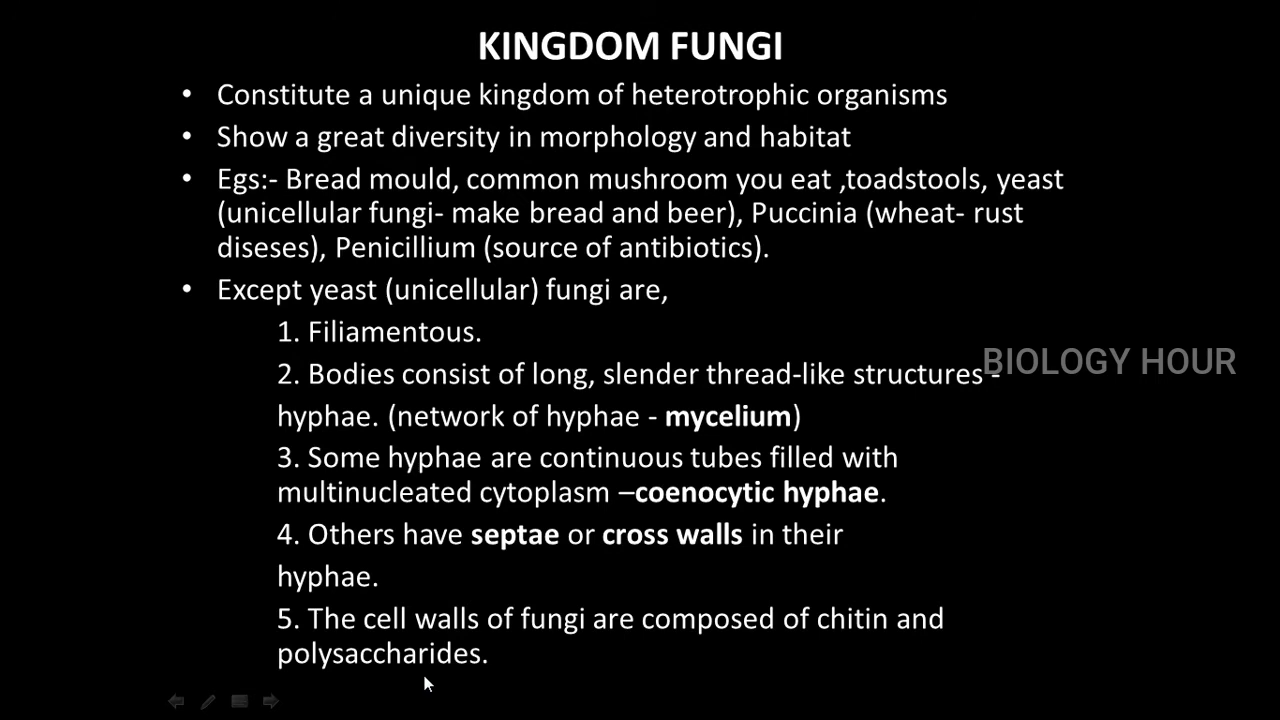 KINGDOM FUNGI
• Constitute a unique kingdom of heterotrophic organisms
• Show a great diversity in morphology and habitat
• Egs:- Bread mould, common mushroom you eat ,toadstools, yeast
(unicellular fungi- make bread and beer), Puccinia (wheat- rust
diseses), Penicillium (source of antibiotics).
• Except yeast (unicellular) fungi are,
1. Filiamentous.
2. Bodies consist of long, slender thread-like structures -
BIOLOGY HOUR
hyphae. (network of hyphae - mycelium)
3. Some hyphae are continuous tubes filled with
multinucleated cytoplasm –coenocytic hyphae.
4. Others have septae or cross walls in their
hyphae.
5. The cell walls of fungi are composed of chitin and
polysaccharides.